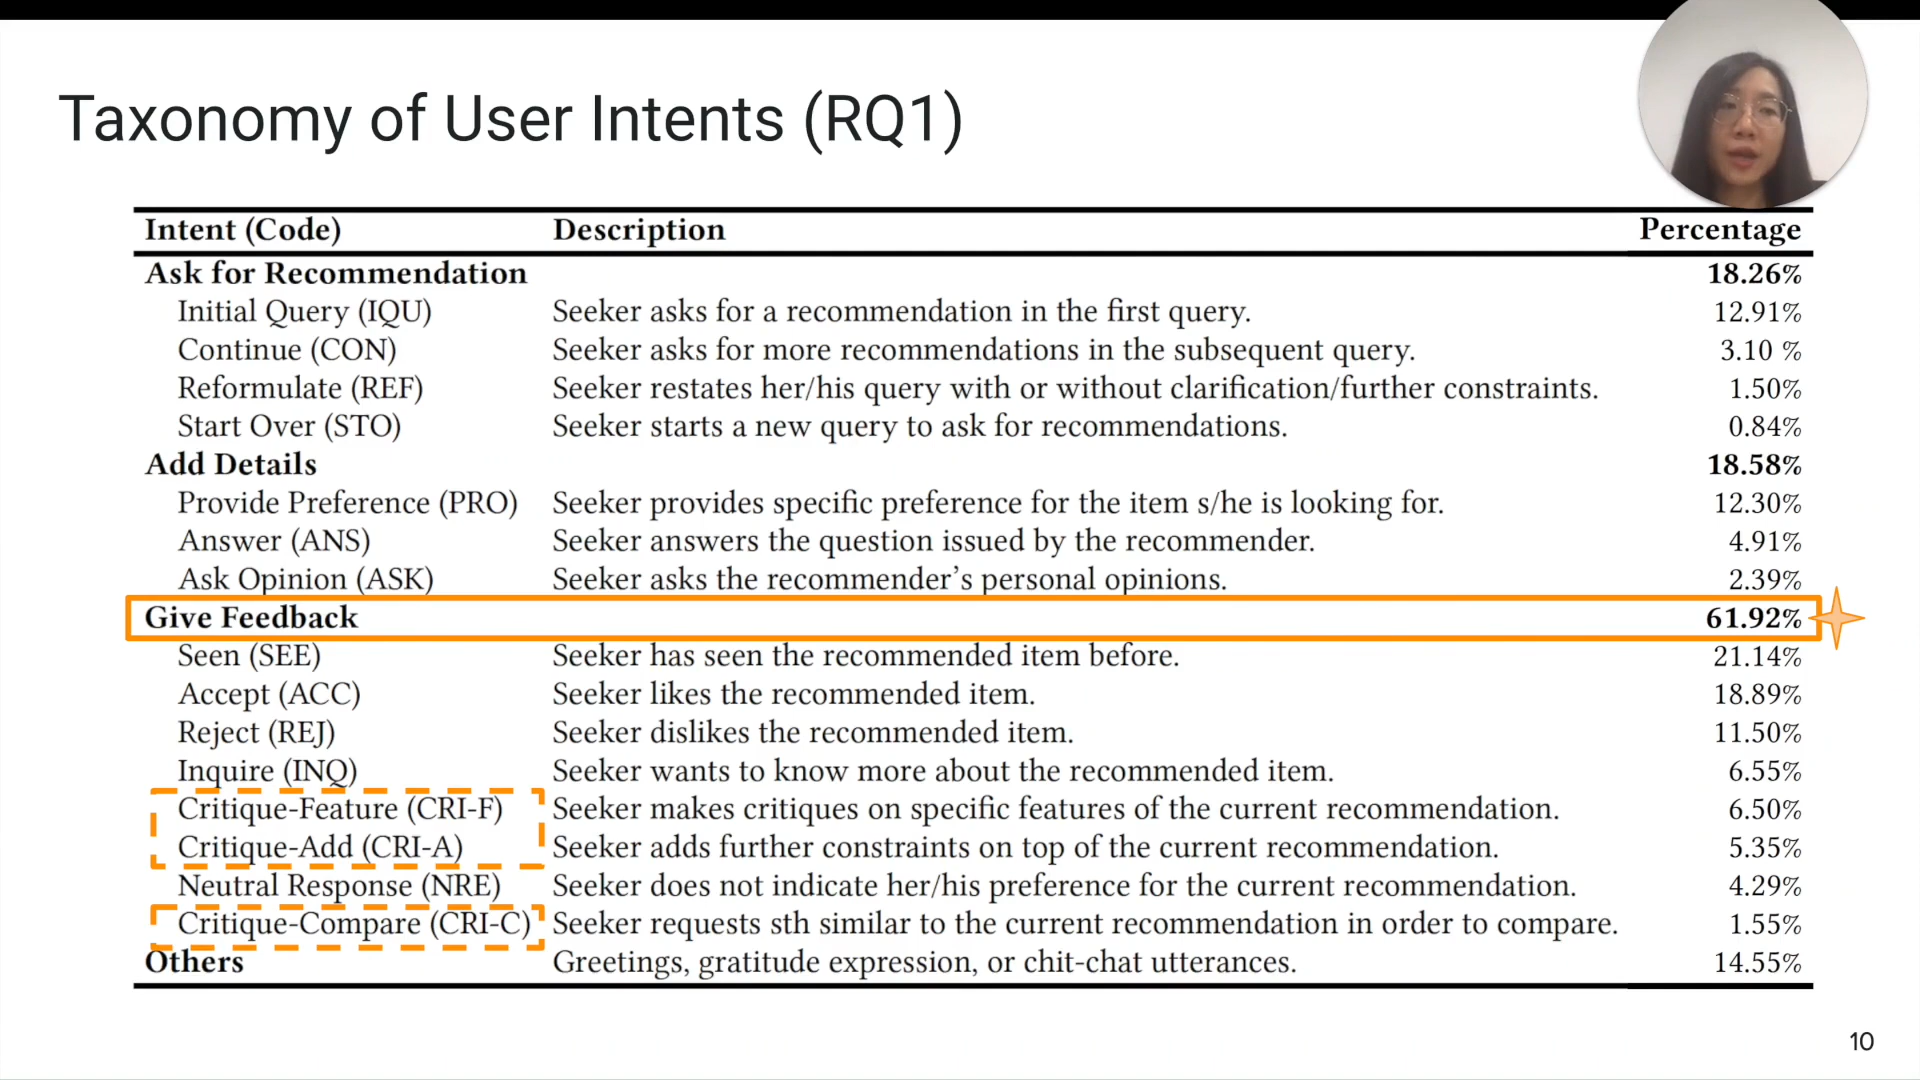 Taxonomy of User Intents (RQ1)
Intent (Code) Description Percentage
Ask for Recommendation 18.26%
Initial Query (IQU) Seeker asks for a recommendation in the first query. 12.91%
Continue (CON) Seeker asks for more recommendations in the subsequent query. 3.10 %
Reformulate (REF) Seeker restates her/his query with or without clarification/further constraints. 1.50%
Start Over (STO) Seeker starts a new query to ask for recommendations. 0.84%
Add Details 18.58%
Provide Preference (PRO) Seeker provides specific preference for the item s/he is looking for. 12.30%
Answer (ANS) Seeker answers the question issued by the recommender. 4.91%
Ask Opinion (ASK) Seeker asks the recommender's personal opinions. 2.39%
Give Feedback 61.92%
Seen (SEE) Seeker has seen the recommended item before. 21.14%
Accept (ACC) Seeker likes the recommended item. 18.89%
Reject (REJ) Seeker dislikes the recommended item. 11.50%
Inquire (INQ) Seeker wants to know more about the recommended item. 6.55%
Critique-Feature (CRI-F) Seeker makes critiques on specific features of the current recommendation. 6.50%
Critique-Add (CRI-A) Seeker adds further constraints on top of the current recommendation. 5.35%
Neutral Response (NRE) Seeker does not indicate her/his preference for the current recommendation. 4.29%
Critique-Compare (CRI-C) Seeker requests sth similar to the current recommendation in order to compare. 1.55%
Others Greetings, gratitude expression, or chit-chat utterances. 14.55%
10